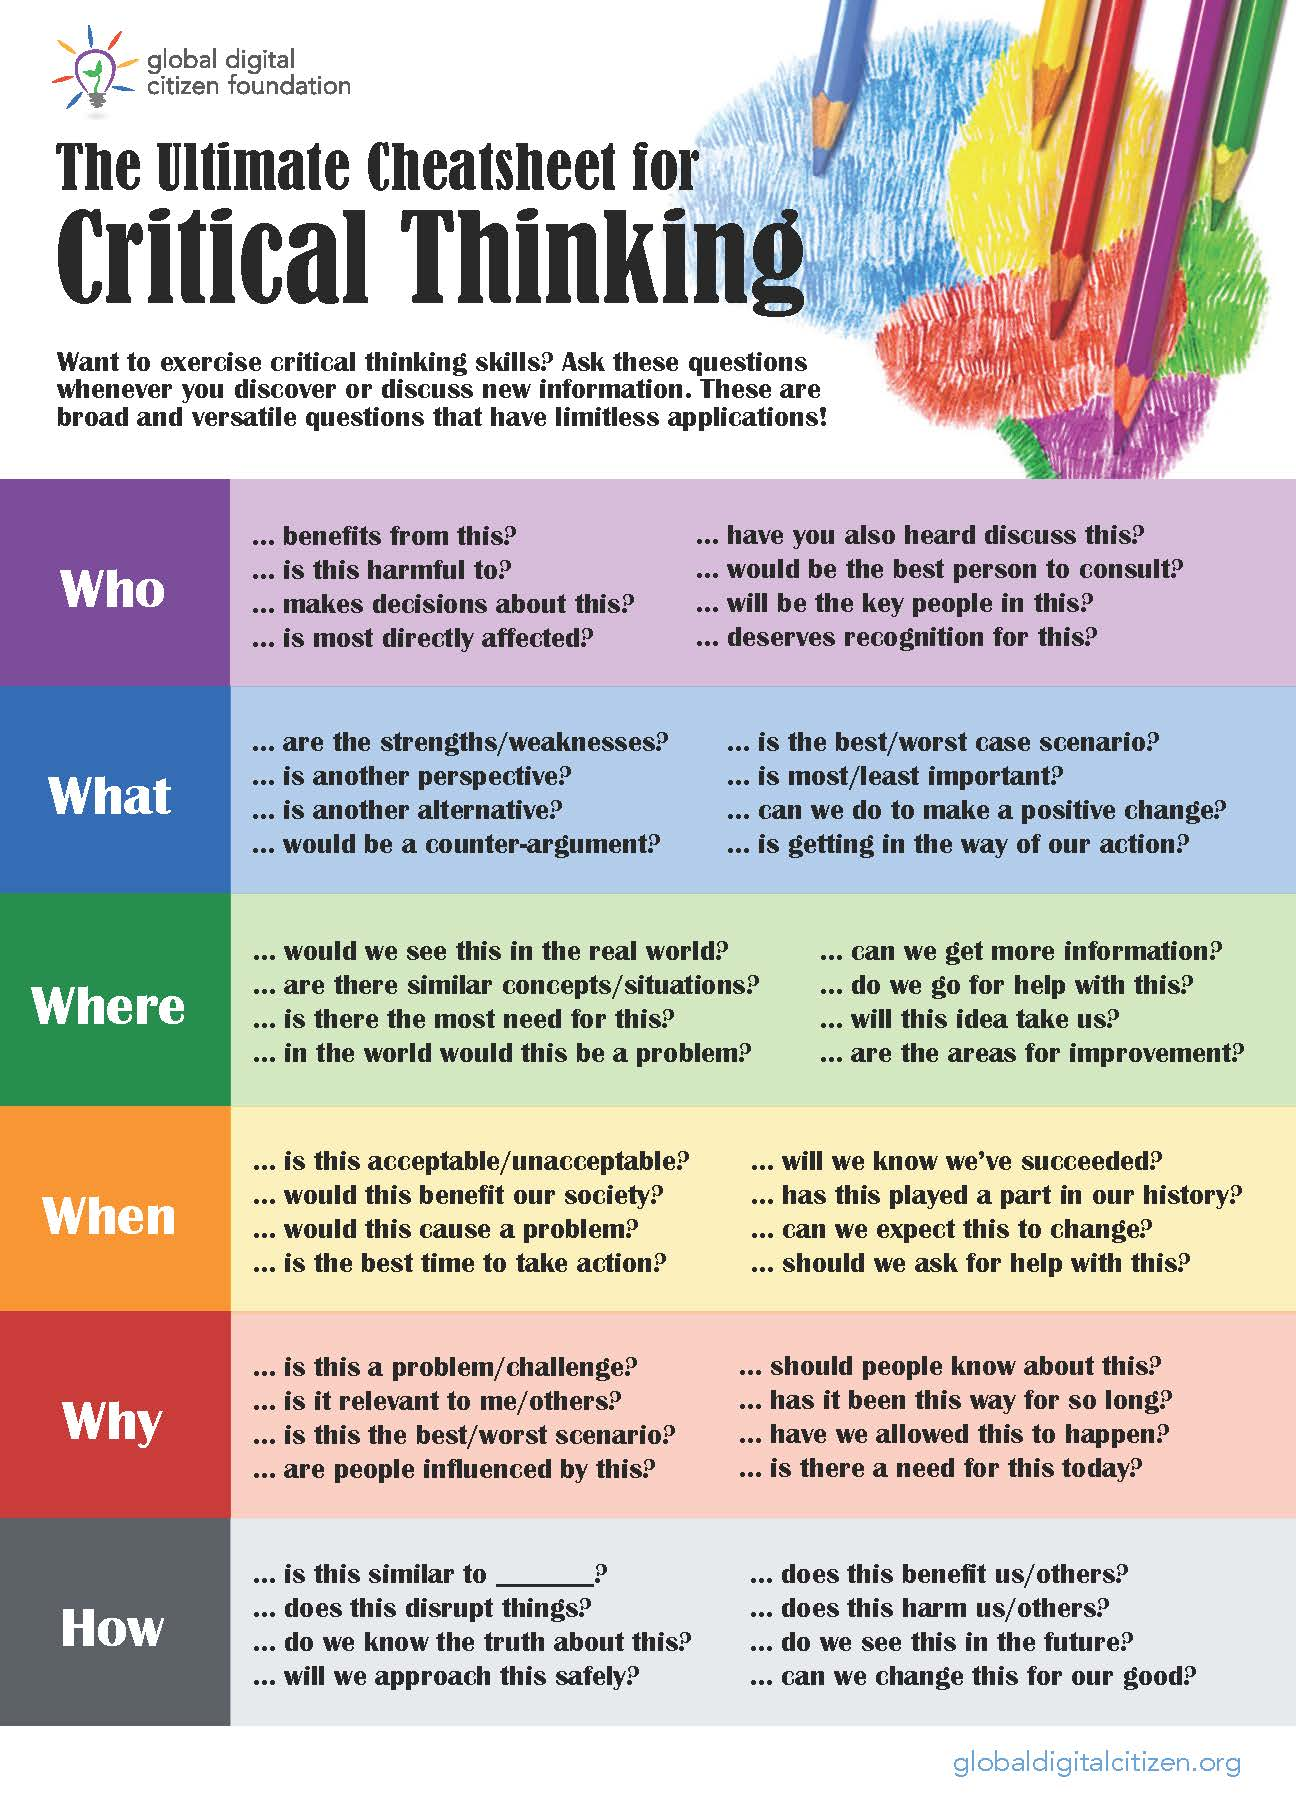 global digital
citizen foundation
The Ultimate Cheatsheet for
Critical Thinking
Want to exercise critical thinking skills? Ask these questions
whenever you discover or discuss new information. These are
broad and versatile questions that have limitless applications!
Who
... benefits from this?
... is this harmful to?
... makes decisions about this?
... is most directly affected?
... have you also heard discuss this?
... would be the best person to consult?
... will be the key people in this?
... deserves recognition for this?
What
... are the strengths/weaknesses?
... is another perspective?
... is another alternative?
... would be a counter-argument?
... is the best/worst case scenario?
... is most/least important?
... can we do to make a positive change?
... is getting in the way of our action?
Where
... would we see this in the real world?
... are there similar concepts/situations?
... is there the most need for this?
... in the world would this be a problem?
... can we get more information?
... do we go for help with this?
... will this idea take us?
... are the areas for improvement?
When
... is this acceptable/unacceptable?
... would this benefit our society?
... would this cause a problem?
... is the best time to take action?
... will we know we've succeeded?
... has this played a part in our history?
... can we expect this to change?
... should we ask for help with this?
Why
... is this a problem/challenge?
... is it relevant to me/others?
... is this the best/worst scenario?
... are people influenced by this?
... should people know about this?
... has it been this way for so long?
... have we allowed this to happen?
... is there a need for this today?
How
... is this similar to _______?
... does this disrupt things?
... do we know the truth about this?
... will we approach this safely?
... does this benefit us/others?
... does this harm us/others?
... do we see this in the future?
... can we change this for our good?
globaldigitalcitizen.org